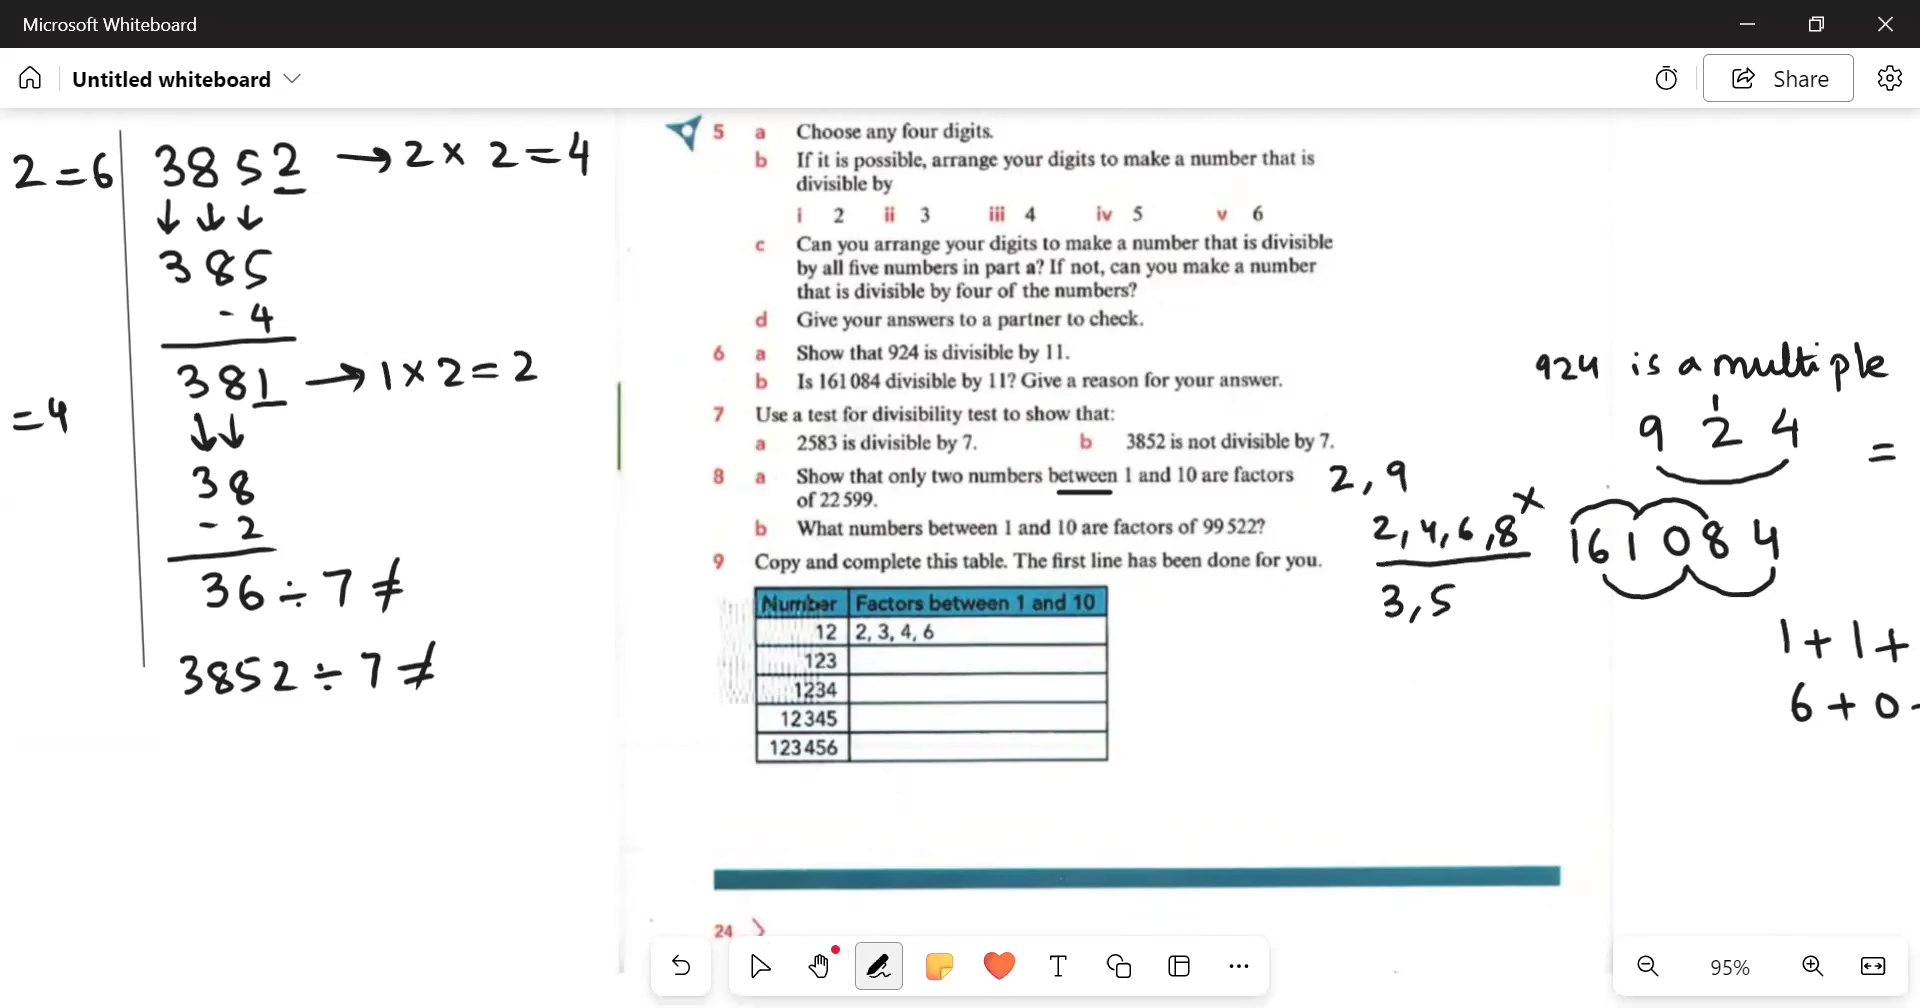 Microsoft Whiteboard
Untitled whiteboard
Share
2=6
3852 → 2 × 2 = 4
↓ ↓ ↓
385
- 4
381 → 1 × 2 = 2
= 4
↓↓
38
- 2
36 ÷ 7 ≠
3852 ÷ 7 ≠
5 a Choose any four digits.
b If it is possible, arrange your digits to make a number that is
divisible by
i 2 ii 3 iii 4 iv 5 v 6
c Can you arrange your digits to make a number that is divisible
by all five numbers in part a? If not, can you make a number
that is divisible by four of the numbers?
d Give your answers to a partner to check.
6 a Show that 924 is divisible by 11.
b Is 161 084 divisible by 11? Give a reason for your answer.
7 Use a test for divisibility test to show that:
a 2583 is divisible by 7. b 3852 is not divisible by 7.
8 a Show that only two numbers between 1 and 10 are factors
of 22 599.
b What numbers between 1 and 10 are factors of 99 522?
9 Copy and complete this table. The first line has been done for you.
Number Factors between 1 and 10
12 2, 3, 4, 6
123
1234
12345
123456
24
2, 9
2, 4, 6, 8 ×
3, 5
924 is a multiple
9 2 4 =
161084
1 + 1 +
6 + 0
95%